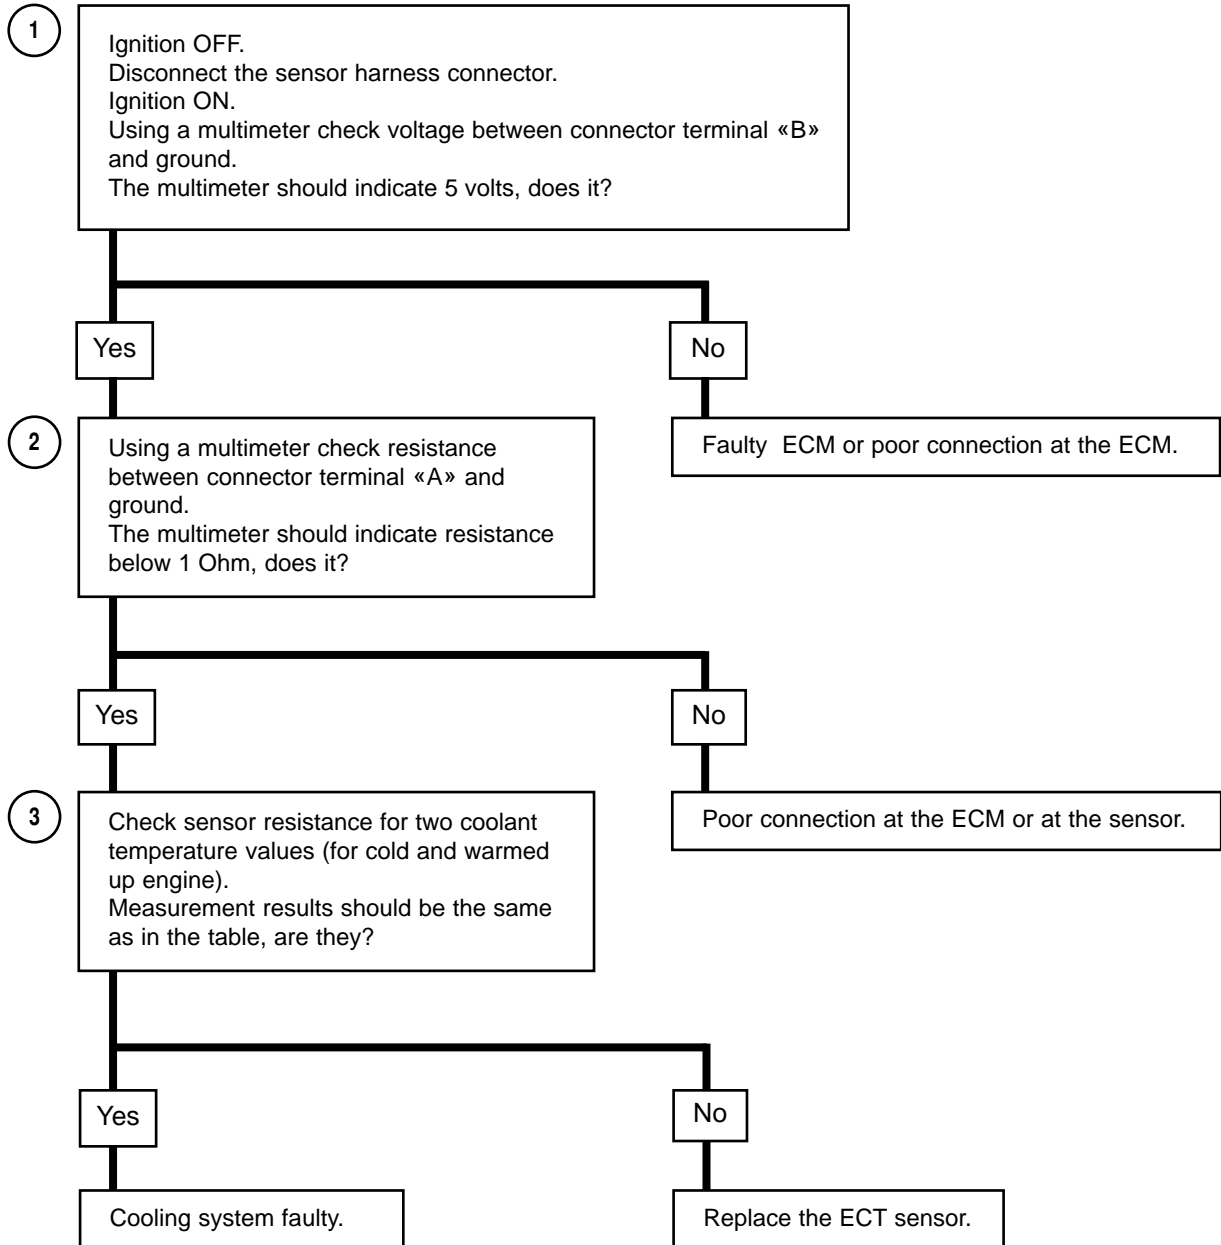 1
Ignition OFF.
Disconnect the sensor harness connector.
Ignition ON.
Using a multimeter check voltage between connector terminal «B»
and ground.
The multimeter should indicate 5 volts, does it?
Yes
No
2
Using a multimeter check resistance
between connector terminal «A» and
ground.
The multimeter should indicate resistance
below 1 Ohm, does it?
Faulty ECM or poor connection at the ECM.
Yes
No
3
Check sensor resistance for two coolant
temperature values (for cold and warmed
up engine).
Measurement results should be the same
as in the table, are they?
Poor connection at the ECM or at the sensor.
Yes
No
Cooling system faulty.
Replace the ECT sensor.